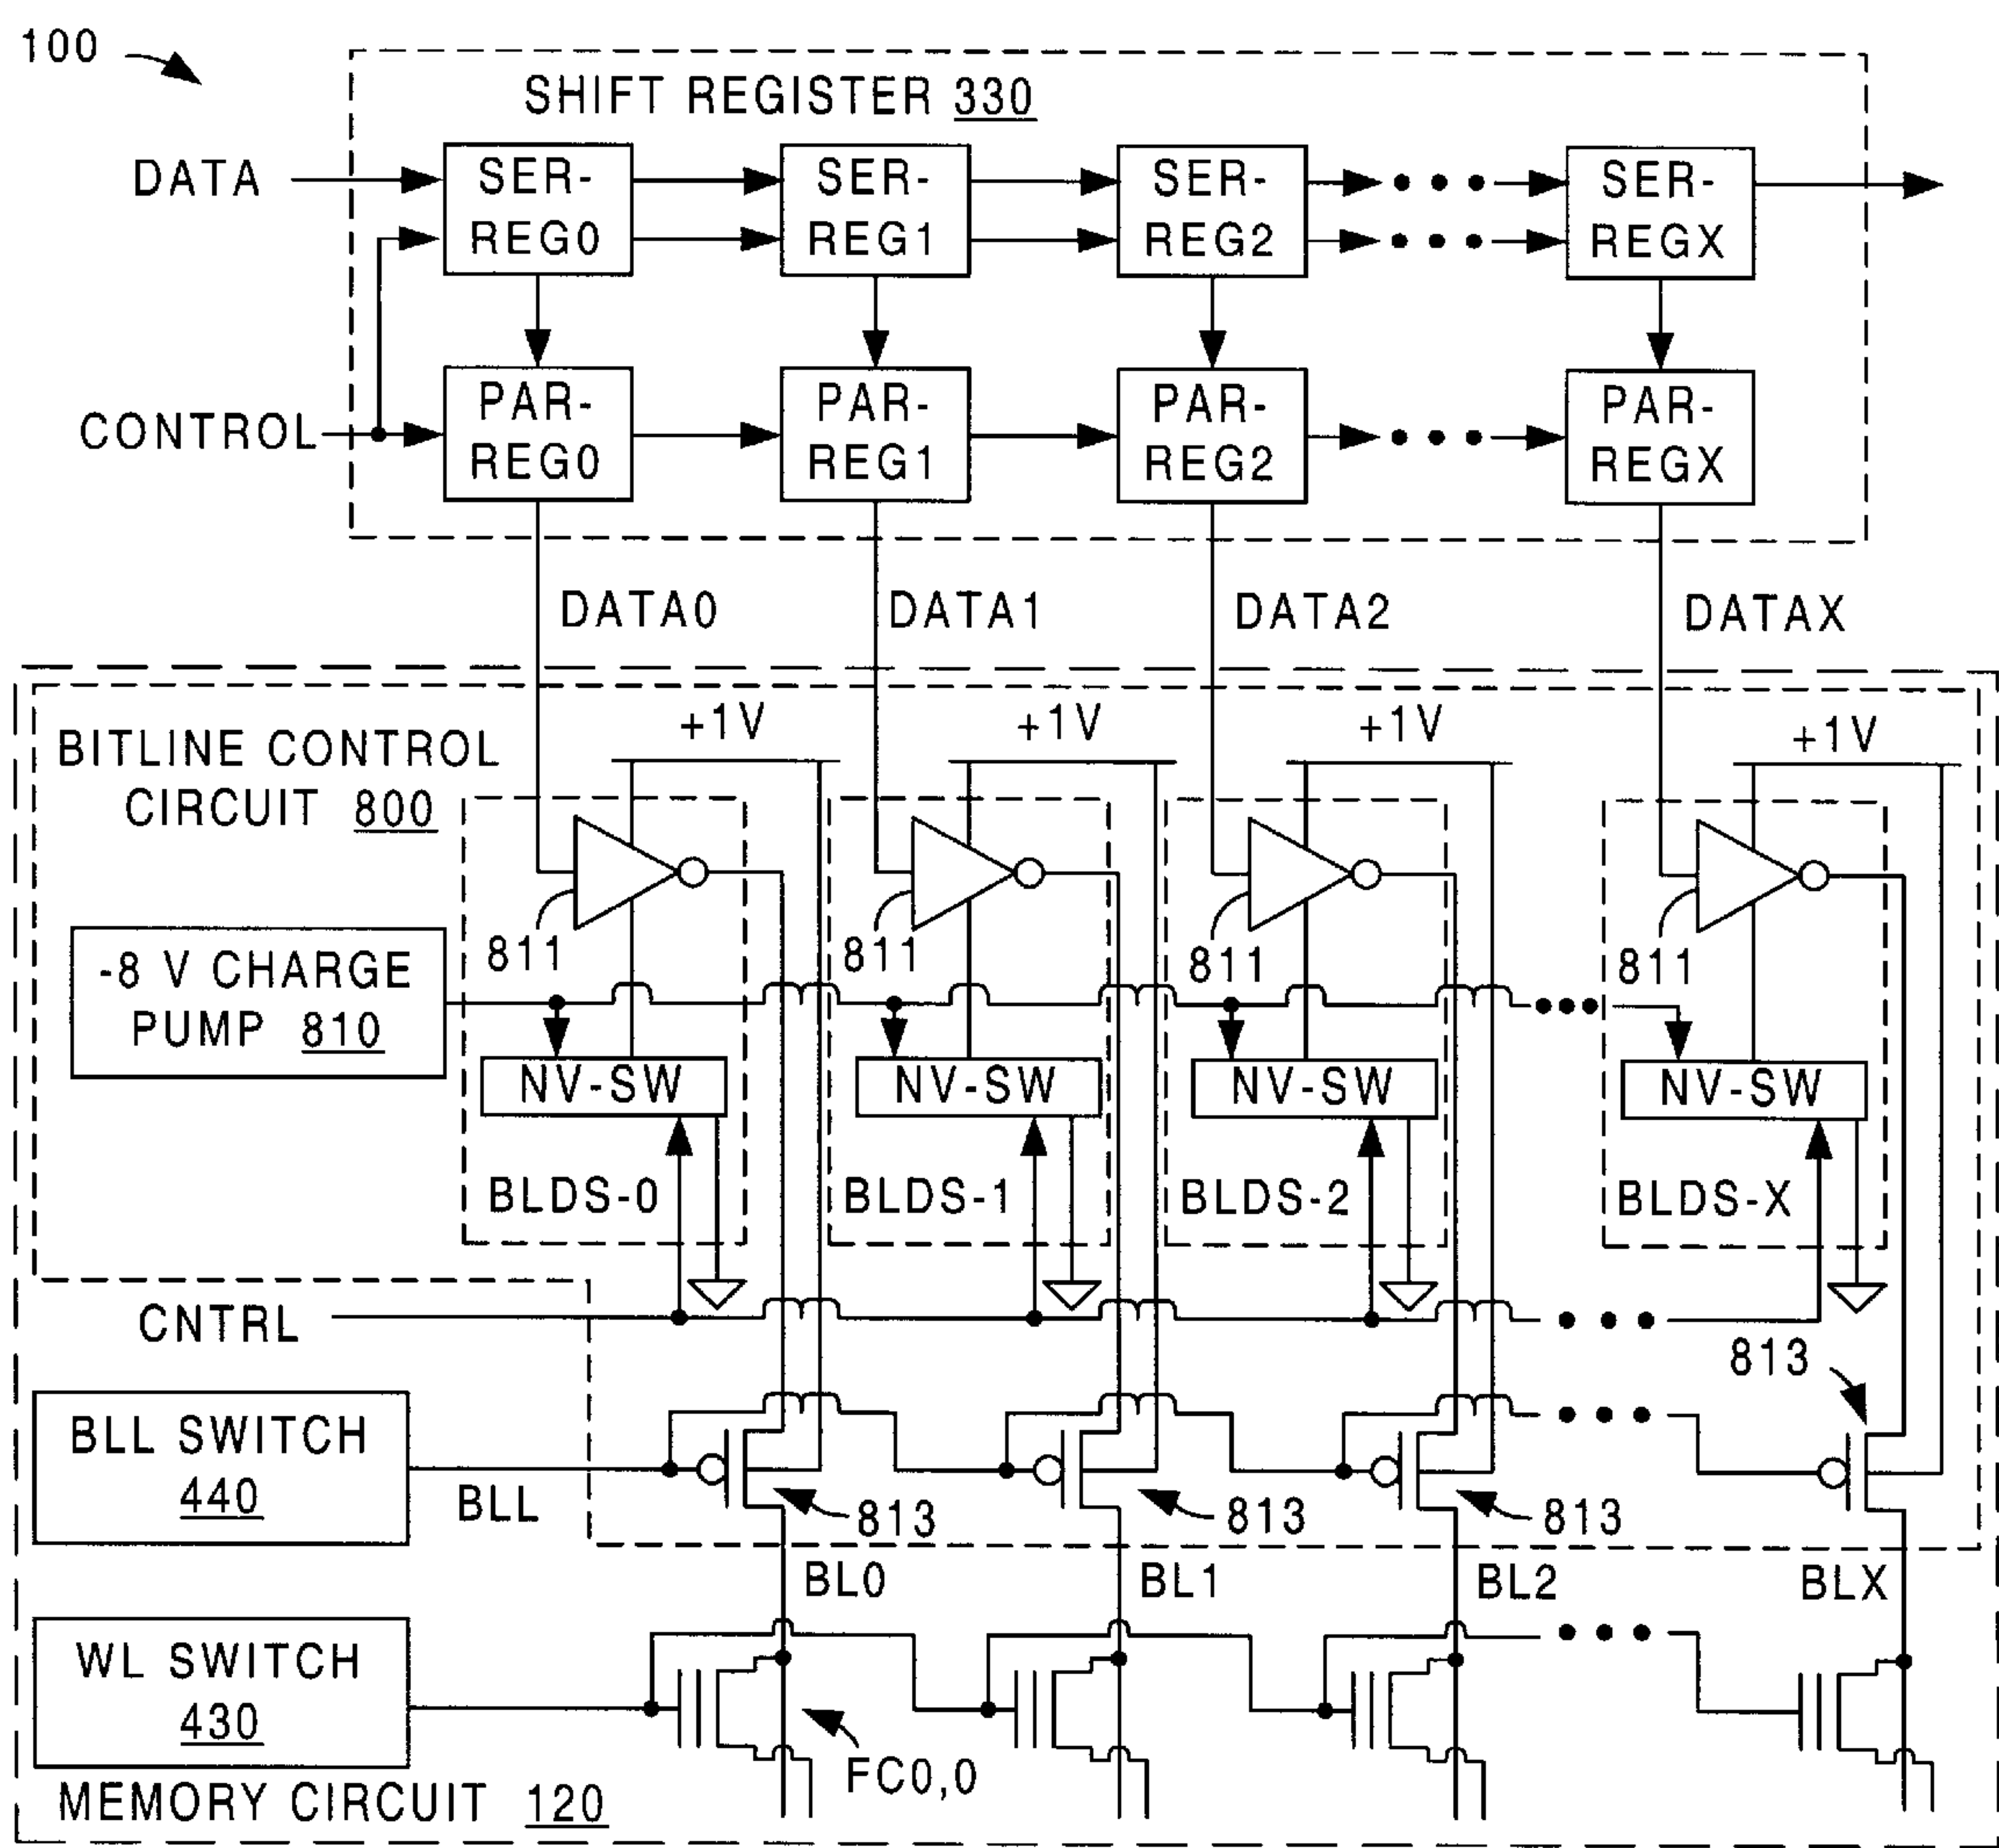 100
SHIFT REGISTER 330
DATA
SER-
REG0
SER-
REG1
SER-
REG2
SER-
REGX
CONTROL
PAR-
REG0
PAR-
REG1
PAR-
REG2
PAR-
REGX
DATA0
DATA1
DATA2
DATAX
BITLINE CONTROL
CIRCUIT 800
+1V
+1V
+1V
+1V
811
811
811
811
-8 V CHARGE
PUMP 810
NV-SW
NV-SW
NV-SW
NV-SW
BLDS-0
BLDS-1
BLDS-2
BLDS-X
CNTRL
813
BLL SWITCH
440
BLL
813
813
813
BL0
BL1
BL2
BLX
WL SWITCH
430
FC0,0
MEMORY CIRCUIT 120